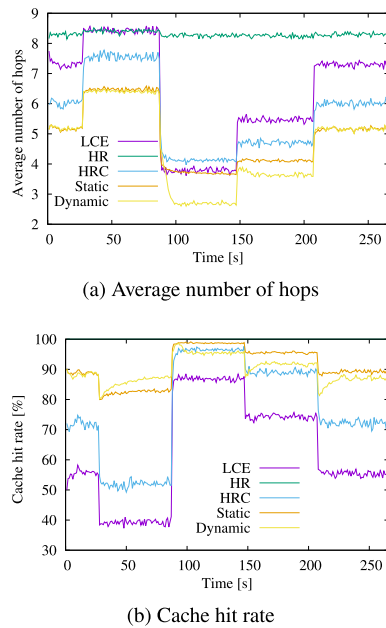 9
8
7
6
5
4
3
2
Average number of hops
LCE
HR
HRC
Static
Dynamic
0
50
100
150
200
250
Time [s]
(a) Average number of hops
100
90
80
70
60
50
40
30
Cache hit rate [%]
LCE
HR
HRC
Static
Dynamic
0
50
100
150
200
250
Time [s]
(b) Cache hit rate